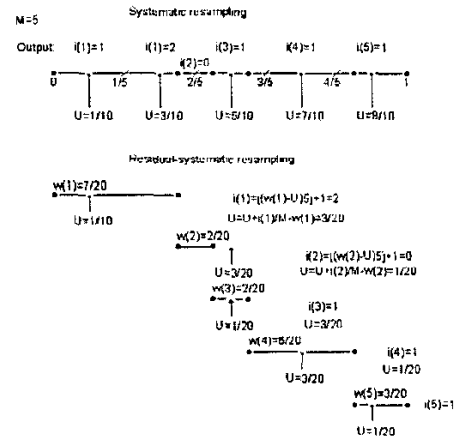 Systematic resampling
M=5
Output: i(1)=1 i(1)=2 i(3)=1 i(4)=1 i(5)=1
i(2)=0
0 1/5 2/5 3/5 4/5 1
U=1/10 U=3/10 U=5/10 U=7/10 U=9/10
Residual-systematic resampling
w(1)=7/20
i(1)=⌊(w(1)-U)5⌋+1=2
U=1/10
U=U+i(1)/M-w(1)=3/20
w(2)=2/20
i(2)=⌊(w(2)-U)5⌋+1=0
U=3/20
U=U+i(2)/M-w(2)=1/20
w(3)=2/20
i(3)=1
U=1/20
U=3/20
w(4)=6/20
i(4)=1
U=3/20
U=1/20
w(5)=3/20
i(5)=1
U=1/20